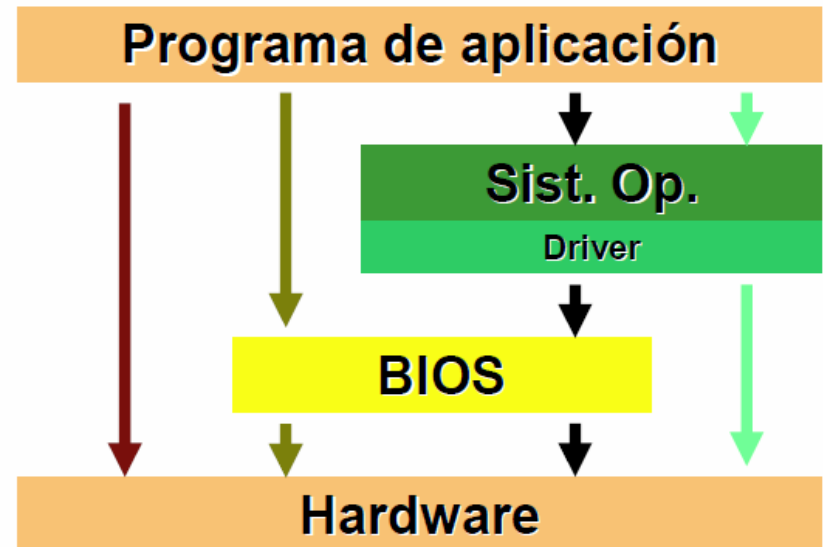 Programa de aplicación
Sist. Op.
Driver
BIOS
Hardware